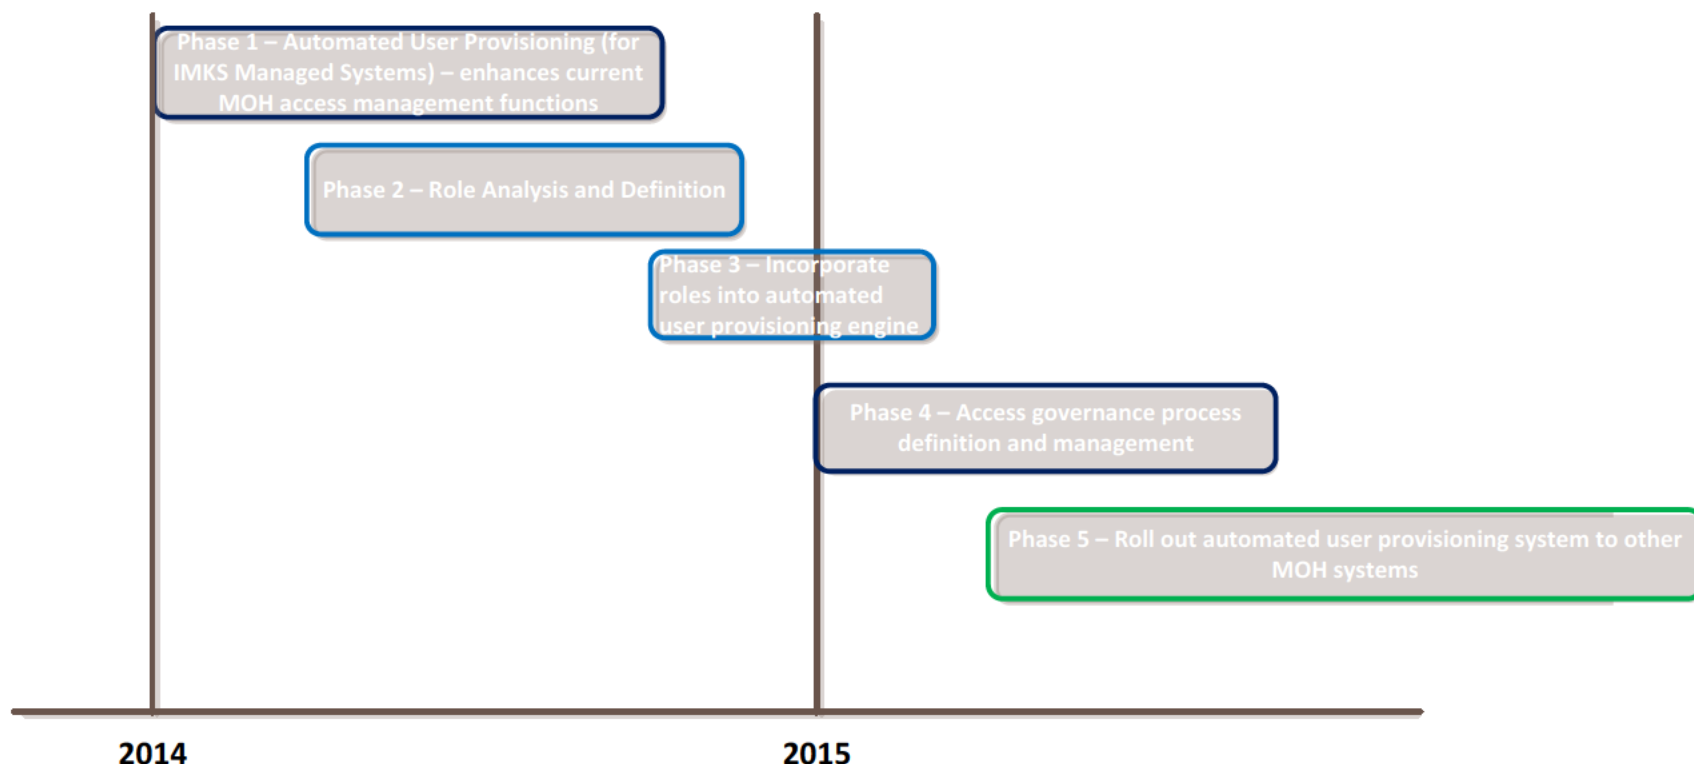 Phase 1 – Automated User Provisioning (for
IMKS Managed Systems) – enhances current
MOH access management functions
Phase 2 – Role Analysis and Definition
Phase 3 – Incorporate
roles into automated
user provisioning engine
Phase 4 – Access governance process
definition and management
Phase 5 – Roll out automated user provisioning system to other
MOH systems
2014
2015